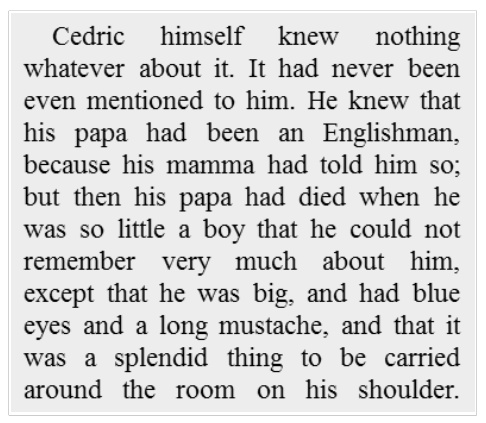 Cedric himself knew nothing
whatever about it. It had never been
even mentioned to him. He knew that
his papa had been an Englishman,
because his mamma had told him so;
but then his papa had died when he
was so little a boy that he could not
remember very much about him,
except that he was big, and had blue
eyes and a long mustache, and that it
was a splendid thing to be carried
around the room on his shoulder.